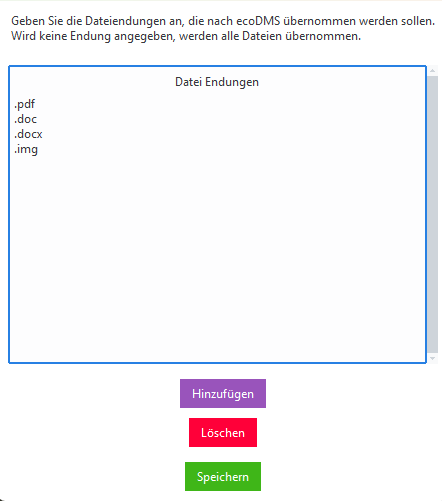 Geben Sie die Dateiendungen an, die nach ecoDMS übernommen werden sollen.
Wird keine Endung angegeben, werden alle Dateien übernommen.
Datei Endungen
.pdf
.doc
.docx
.img
Hinzufügen
Löschen
Speichern